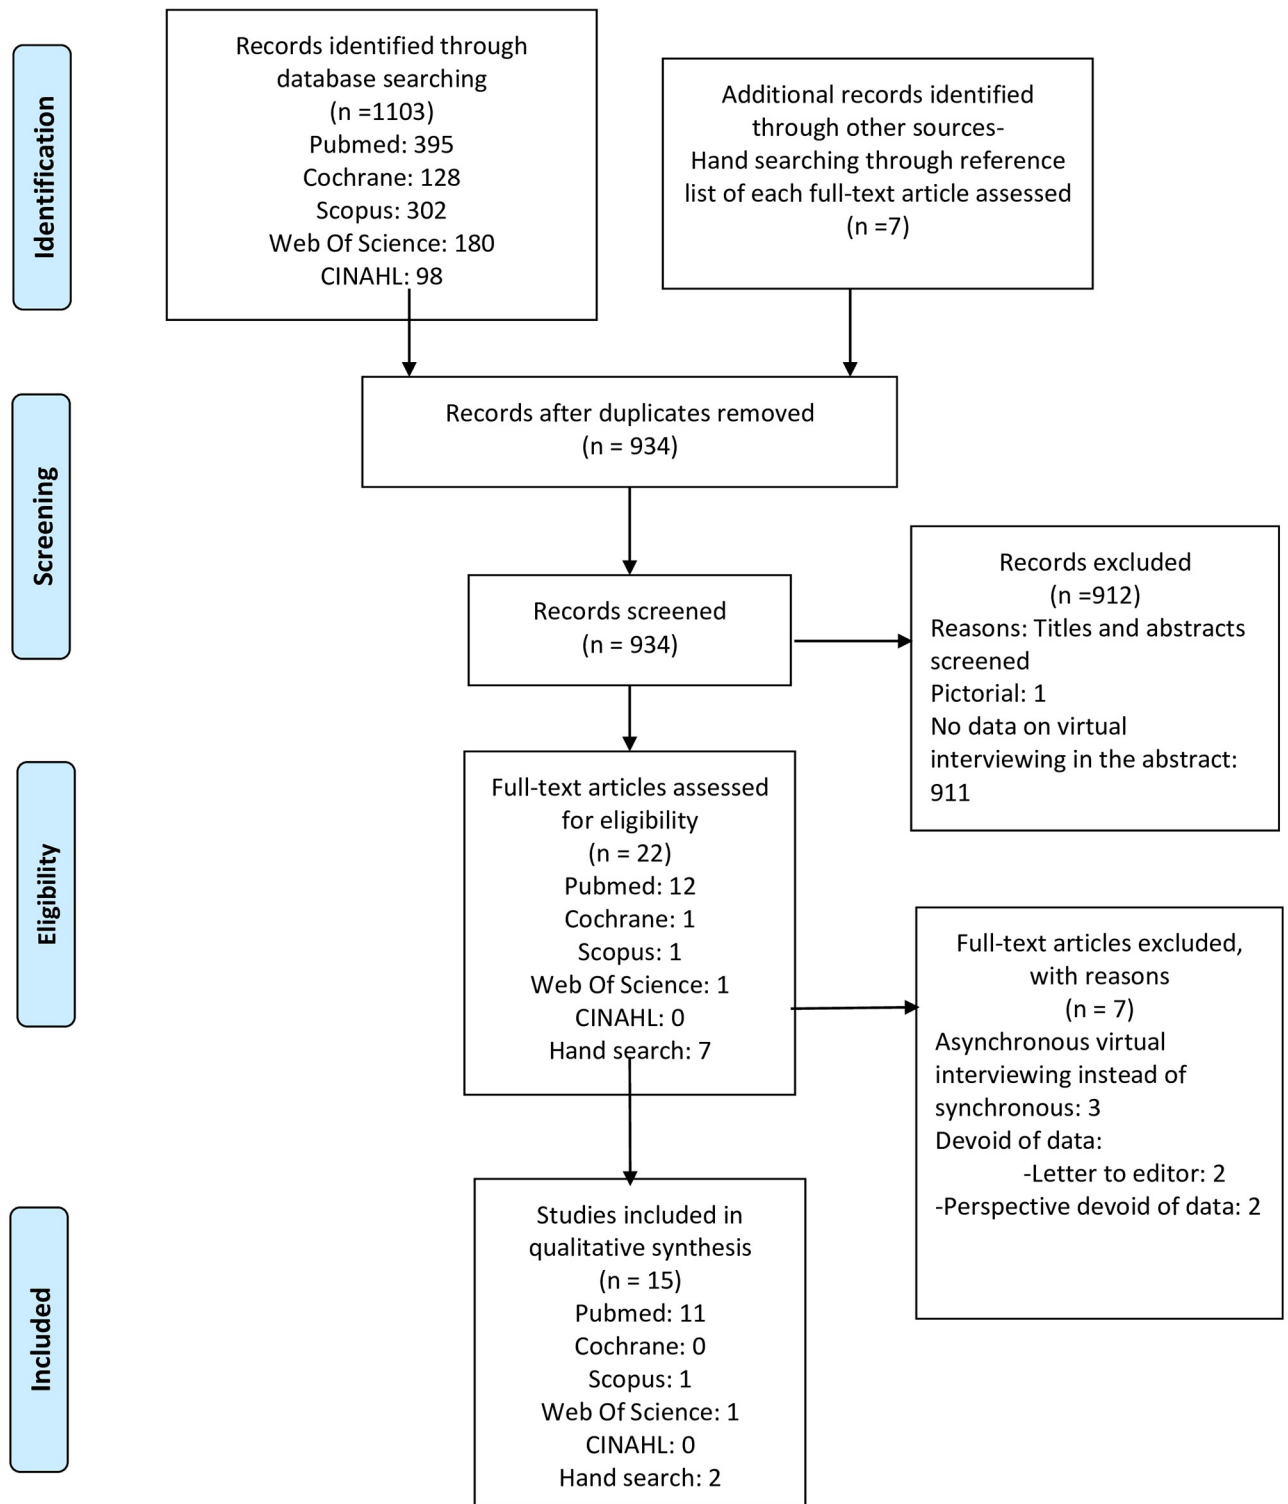 Identification
Records identified through
database searching
(n =1103)
Pubmed: 395
Cochrane: 128
Scopus: 302
Web Of Science: 180
CINAHL: 98
Additional records identified
through other sources-
Hand searching through reference
list of each full-text article assessed
(n =7)
Screening
Records after duplicates removed
(n = 934)
Records screened
(n = 934)
Records excluded
(n =912)
Reasons: Titles and abstracts
screened
Pictorial: 1
No data on virtual
interviewing in the abstract:
911
Eligibility
Full-text articles assessed
for eligibility
(n = 22)
Pubmed: 12
Cochrane: 1
Scopus: 1
Web Of Science: 1
CINAHL: 0
Hand search: 7
Full-text articles excluded,
with reasons
(n = 7)
Asynchronous virtual
interviewing instead of
synchronous: 3
Devoid of data:
-Letter to editor: 2
-Perspective devoid of data: 2
Included
Studies included in
qualitative synthesis
(n = 15)
Pubmed: 11
Cochrane: 0
Scopus: 1
Web Of Science: 1
CINAHL: 0
Hand search: 2